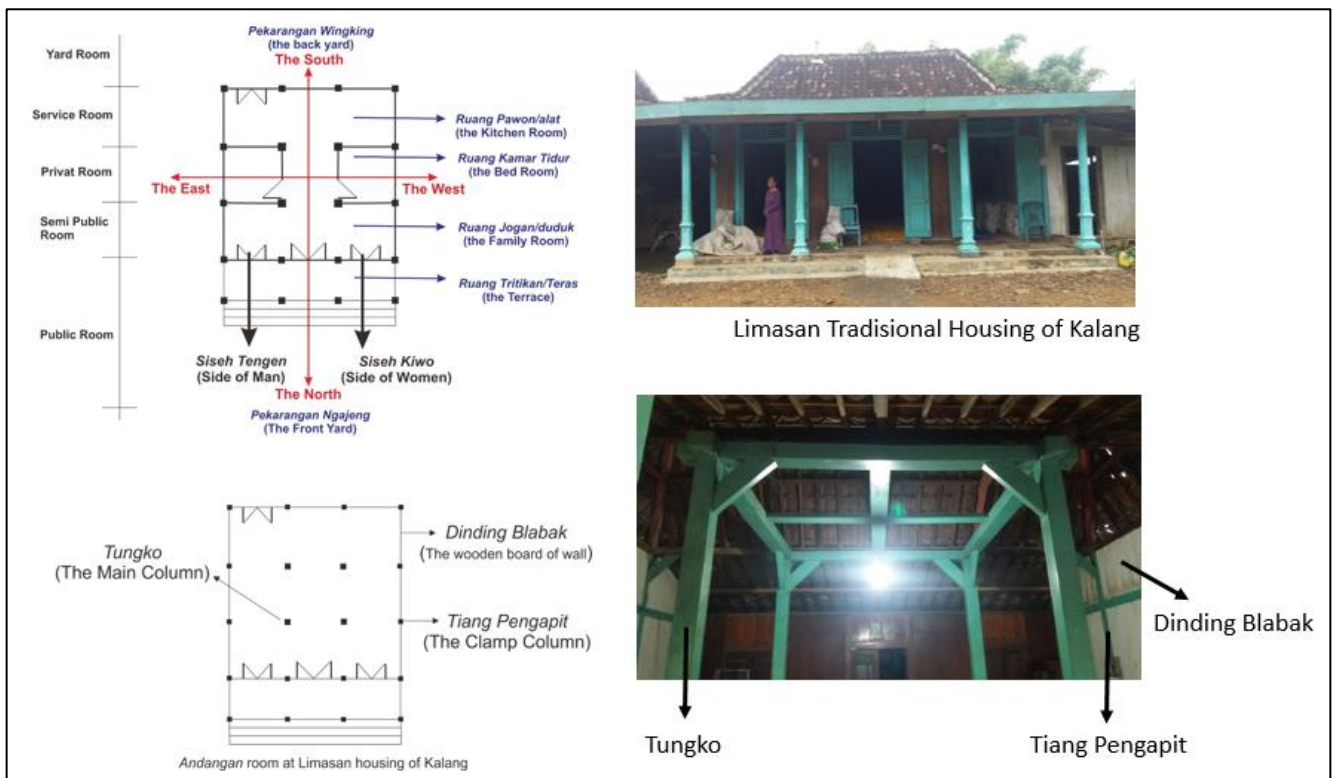 Yard Room
Service Room
Privat Room
Semi Public
Room
Public Room
Pekarangan Wingking
(the back yard)
The South
The East
The West
Ruang Pawon/alat
(the Kitchen Room)
Ruang Kamar Tidur
(the Bed Room)
Ruang Jogan/duduk
(the Family Room)
Ruang Tritikan/Teras
(the Terrace)
Siseh Tengen
(Side of Man)
Siseh Kiwo
(Side of Women)
The North
Pekarangan Ngajeng
(The Front Yard)
Limasan Tradisional Housing of Kalang
Tungko
(The Main Column)
Dinding Blabak
(The wooden board of wall)
Tiang Pengapit
(The Clamp Column)
Andangan room at Limasan housing of Kalang
Dinding Blabak
Tungko
Tiang Pengapit